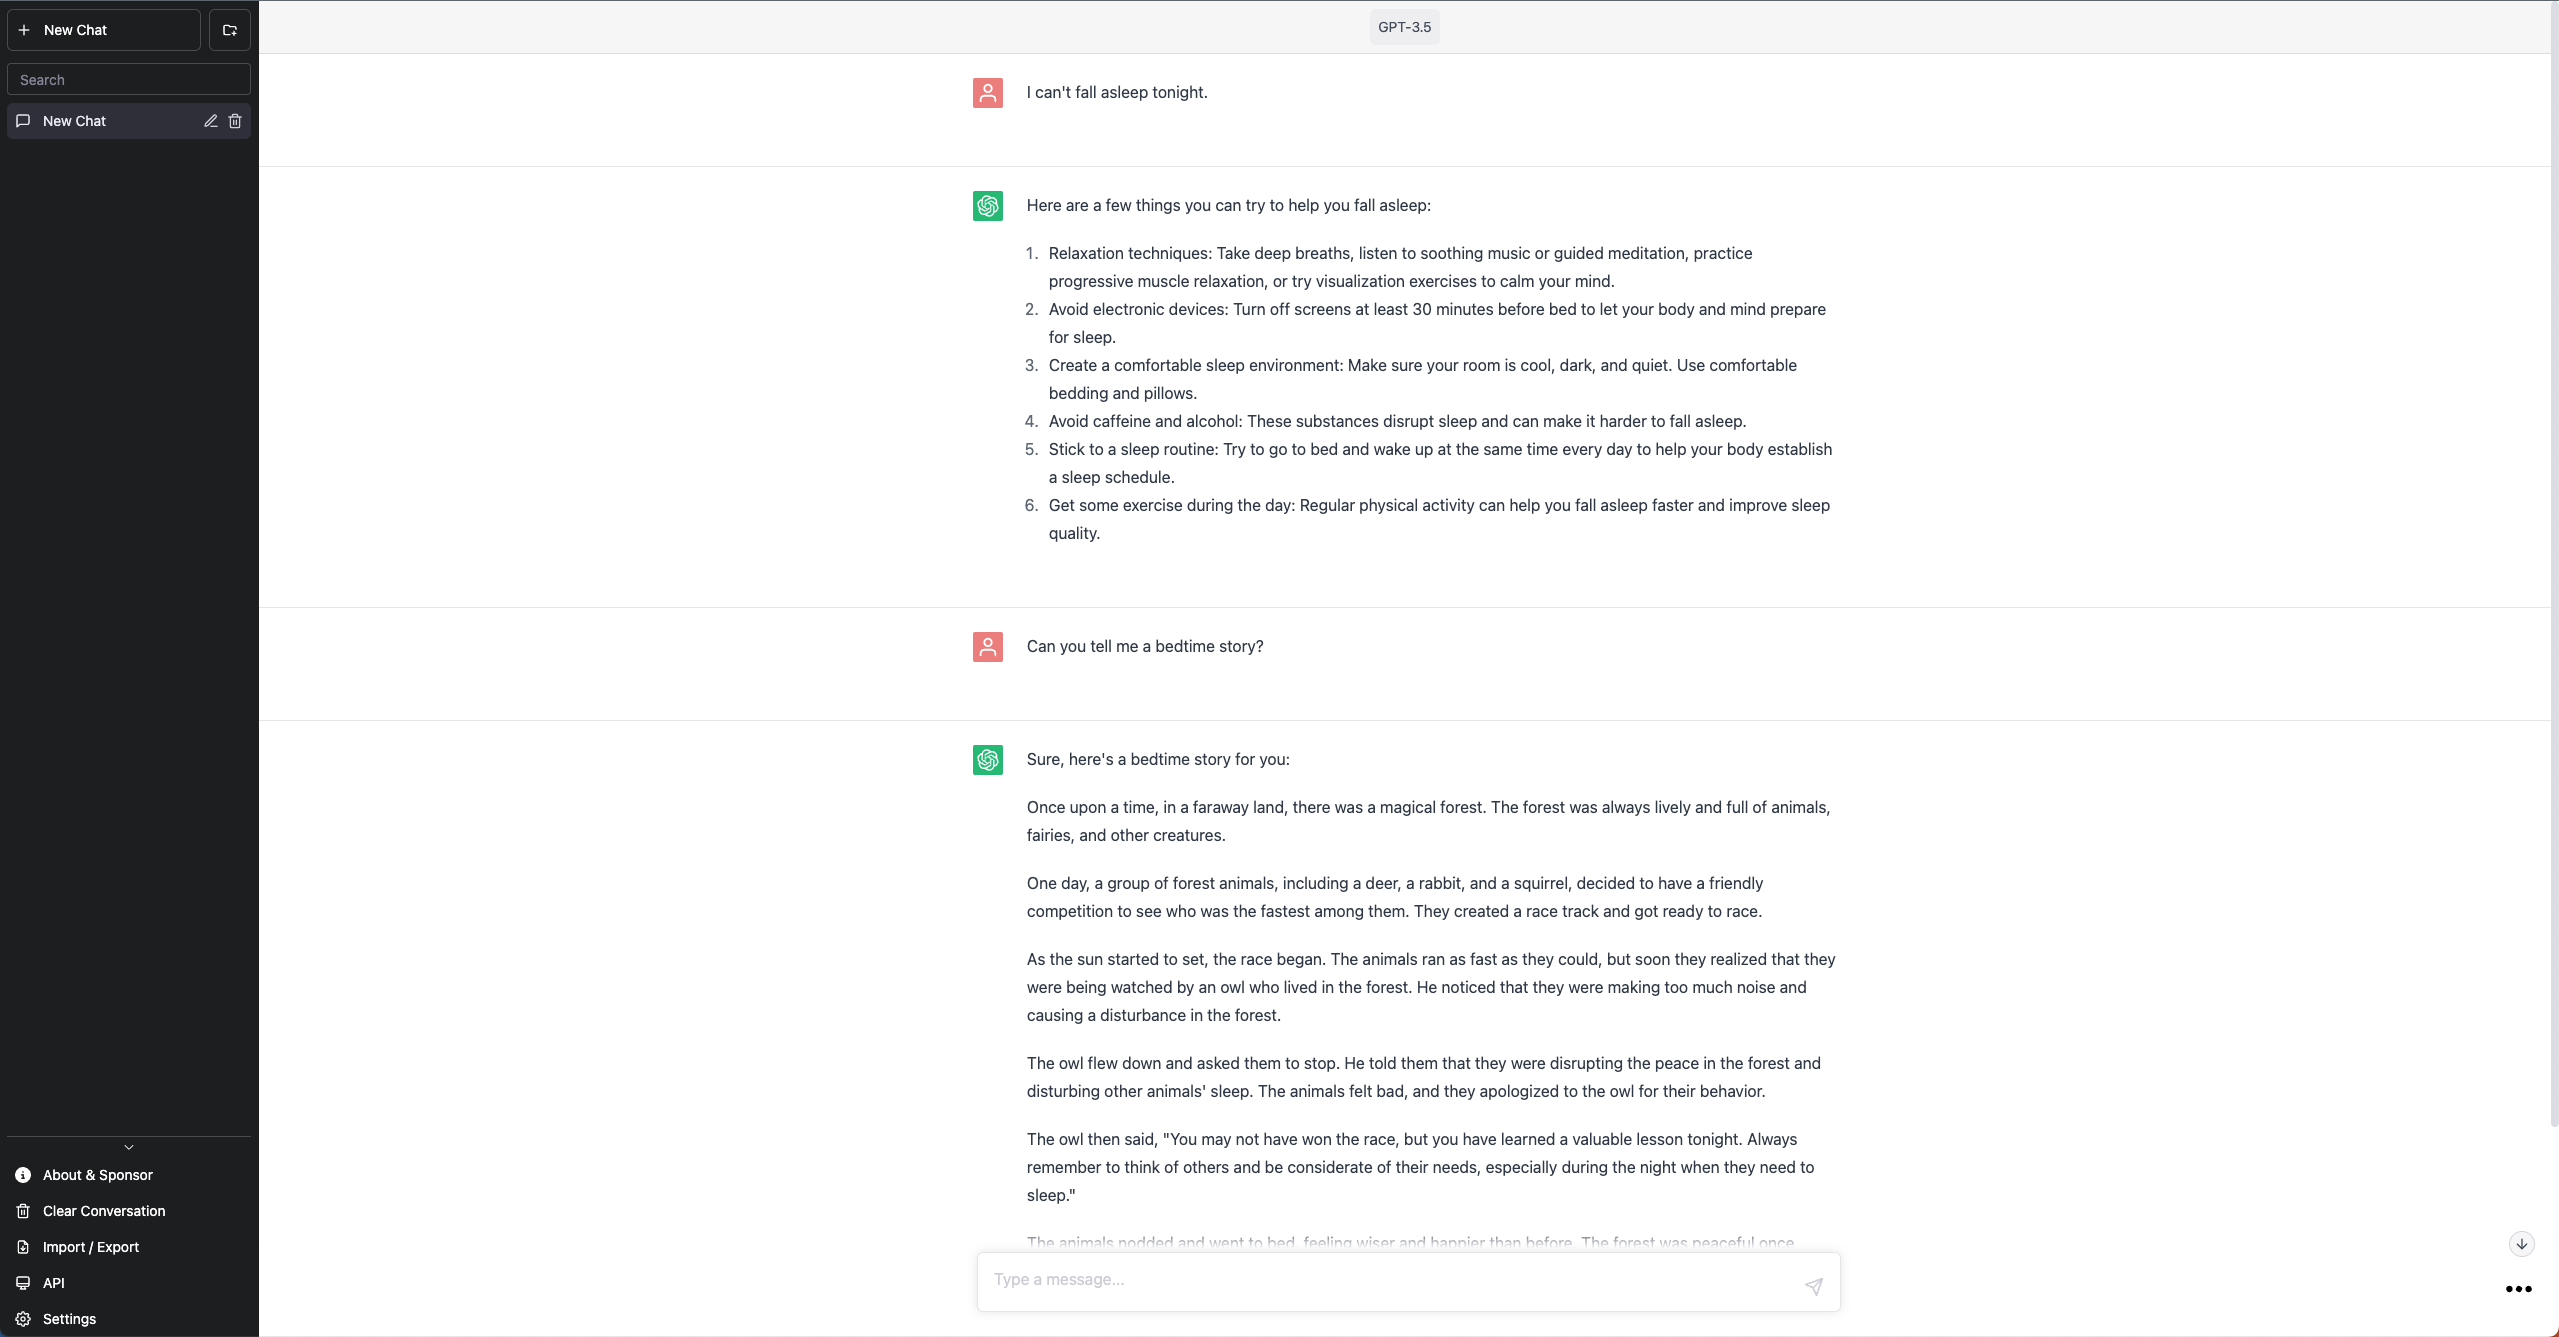 New Chat
Search
New Chat
About & Sponsor
Clear Conversation
Import / Export
API
Settings
GPT-3.5
I can't fall asleep tonight.
Here are a few things you can try to help you fall asleep:
1. Relaxation techniques: Take deep breaths, listen to soothing music or guided meditation, practice
progressive muscle relaxation, or try visualization exercises to calm your mind.
2. Avoid electronic devices: Turn off screens at least 30 minutes before bed to let your body and mind prepare
for sleep.
3. Create a comfortable sleep environment: Make sure your room is cool, dark, and quiet. Use comfortable
bedding and pillows.
4. Avoid caffeine and alcohol: These substances disrupt sleep and can make it harder to fall asleep.
5. Stick to a sleep routine: Try to go to bed and wake up at the same time every day to help your body establish
a sleep schedule.
6. Get some exercise during the day: Regular physical activity can help you fall asleep faster and improve sleep
quality.
Can you tell me a bedtime story?
Sure, here's a bedtime story for you:
Once upon a time, in a faraway land, there was a magical forest. The forest was always lively and full of animals,
fairies, and other creatures.
One day, a group of forest animals, including a deer, a rabbit, and a squirrel, decided to have a friendly
competition to see who was the fastest among them. They created a race track and got ready to race.
As the sun started to set, the race began. The animals ran as fast as they could, but soon they realized that they
were being watched by an owl who lived in the forest. He noticed that they were making too much noise and
causing a disturbance in the forest.
The owl flew down and asked them to stop. He told them that they were disrupting the peace in the forest and
disturbing other animals' sleep. The animals felt bad, and they apologized to the owl for their behavior.
The owl then said, "You may not have won the race, but you have learned a valuable lesson tonight. Always
remember to think of others and be considerate of their needs, especially during the night when they need to
sleep."
The animals nodded and went to bed, feeling wiser and happier than before. The forest was peaceful once
Type a message...